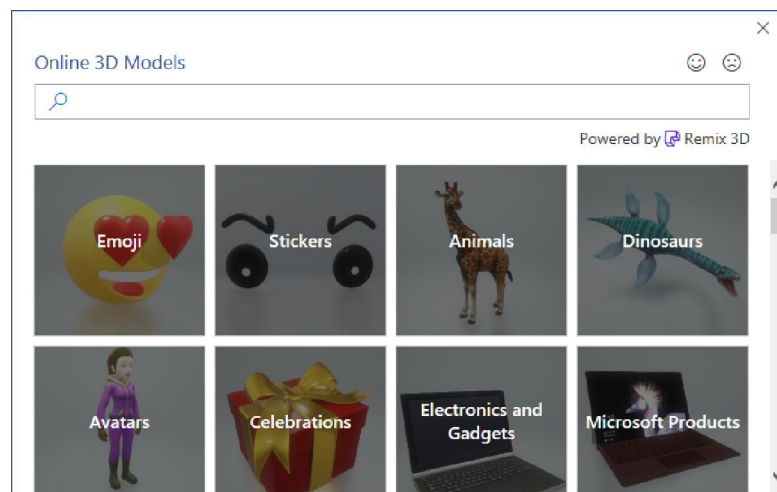 Online 3D Models
Powered by Remix 3D
Emoji
Stickers
Animals
Dinosaurs
Avatars
Celebrations
Electronics and
Gadgets
Microsoft Products